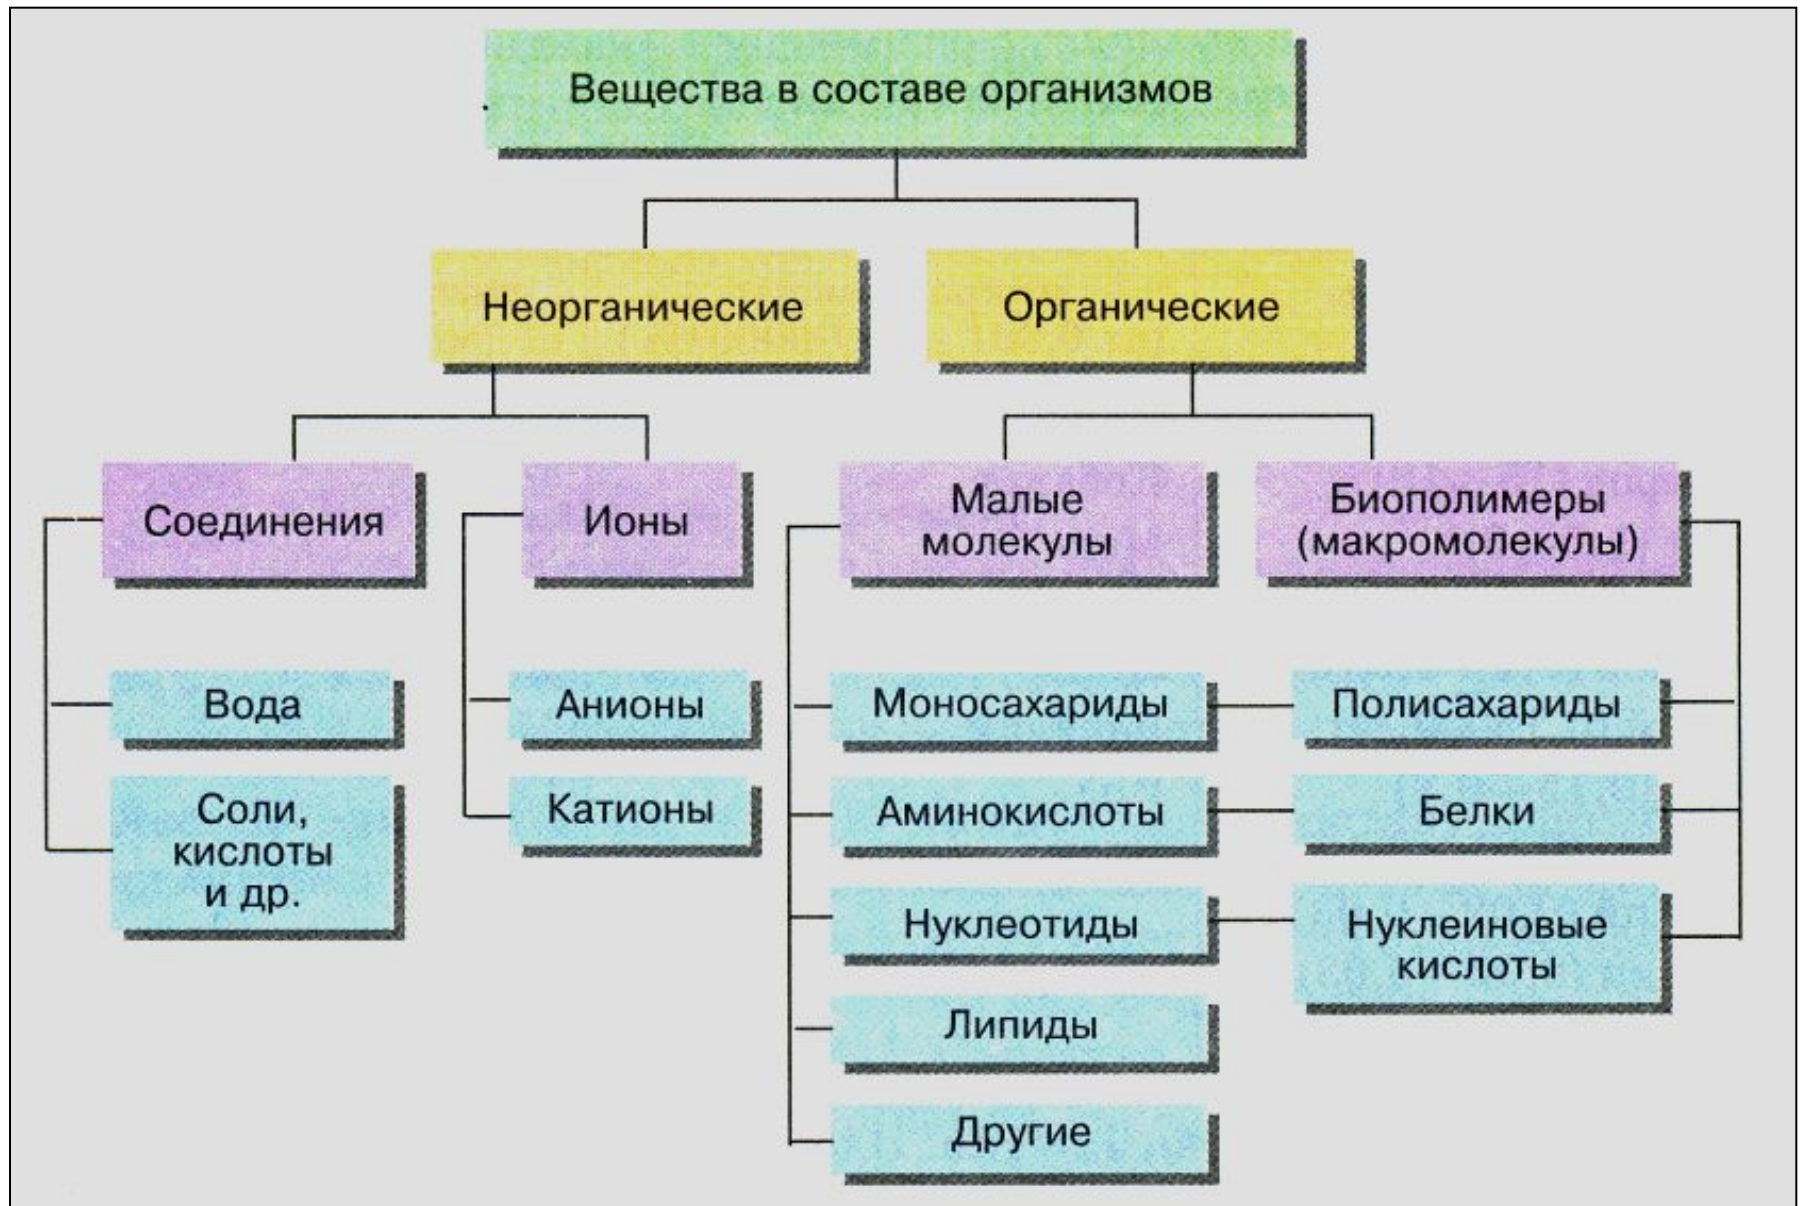 Вещества в составе организмов
Неорганические
Органические
Соединения
Ионы
Малые
молекулы
Биополимеры
(макромолекулы)
Вода
Анионы
Моносахариды
Полисахариды
Соли,
кислоты
и др.
Катионы
Аминокислоты
Белки
Нуклеотиды
Нуклеиновые
кислоты
Липиды
Другие